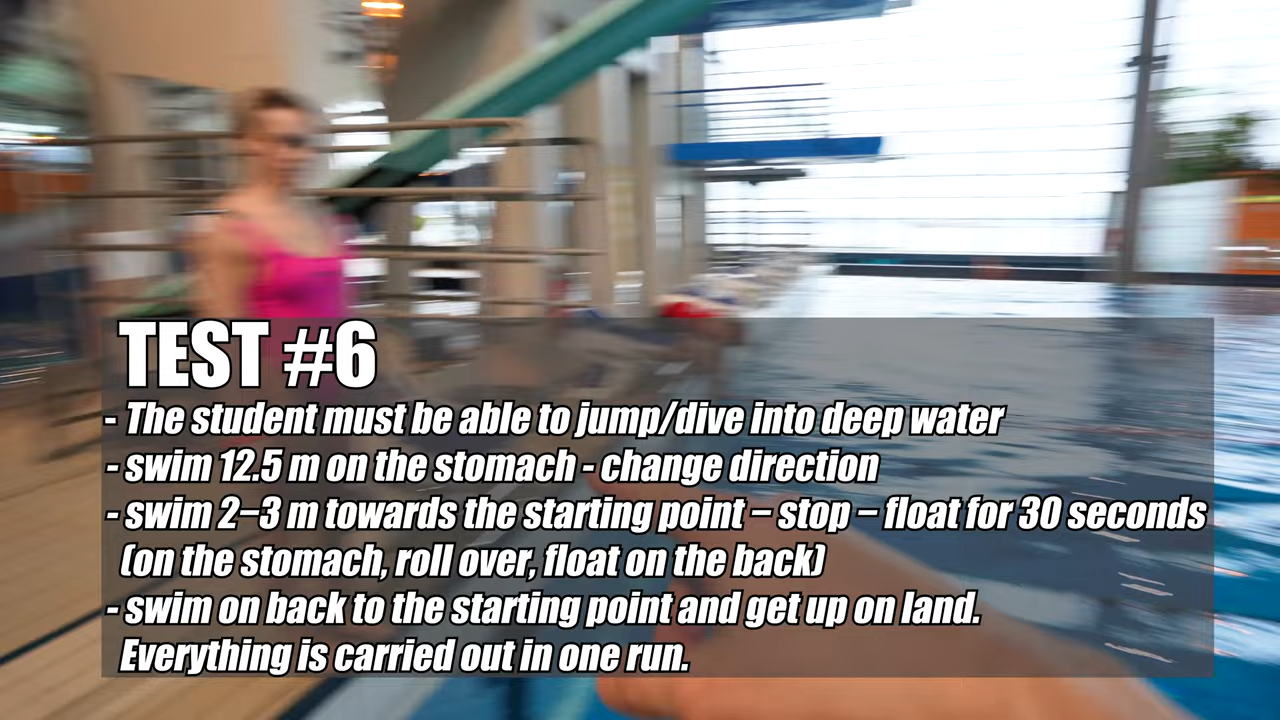 TEST #6
- The student must be able to jump/dive into deep water
- swim 12.5 m on the stomach - change direction
- swim 2–3 m towards the starting point – stop – float for 30 seconds
(on the stomach, roll over, float on the back)
- swim on back to the starting point and get up on land.
Everything is carried out in one run.